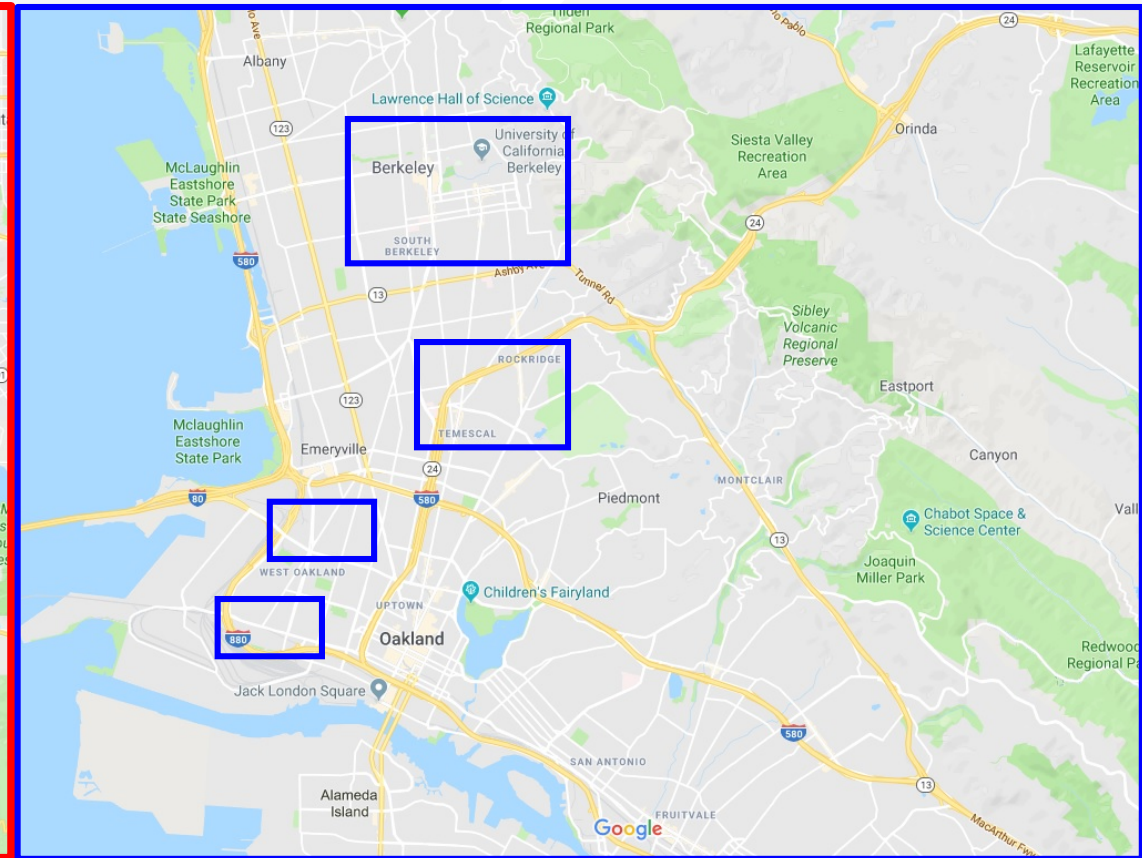 Tilden
Regional Park
Pablo
24
Lafayette
Reservoir
Recreation
Area
Albany
Lawrence Hall of Science
123
University of
California,
Berkeley
Orinda
Siesta Valley
Recreation
Area
McLaughlin
Eastshore
State Park
State Seashore
Berkeley
24
SOUTH
BERKELEY
580
Ashby Ave
Tunnel Rd
13
Sibley
Volcanic
Regional
Preserve
ROCKRIDGE
Eastport
123
Mclaughlin
Eastshore
State Park
TEMESCAL
Emeryville
Canyon
24
MONTCLAIR
80
580
Piedmont
Chabot Space &
Science Center
13
WEST OAKLAND
Joaquin
Miller Park
Children's Fairyland
UPTOWN
880
Oakland
Redwood
Regional Pa
Jack London Square
580
SAN ANTONIO
13
Alameda
Island
FRUITVALE
Google
MacArthur Fwy